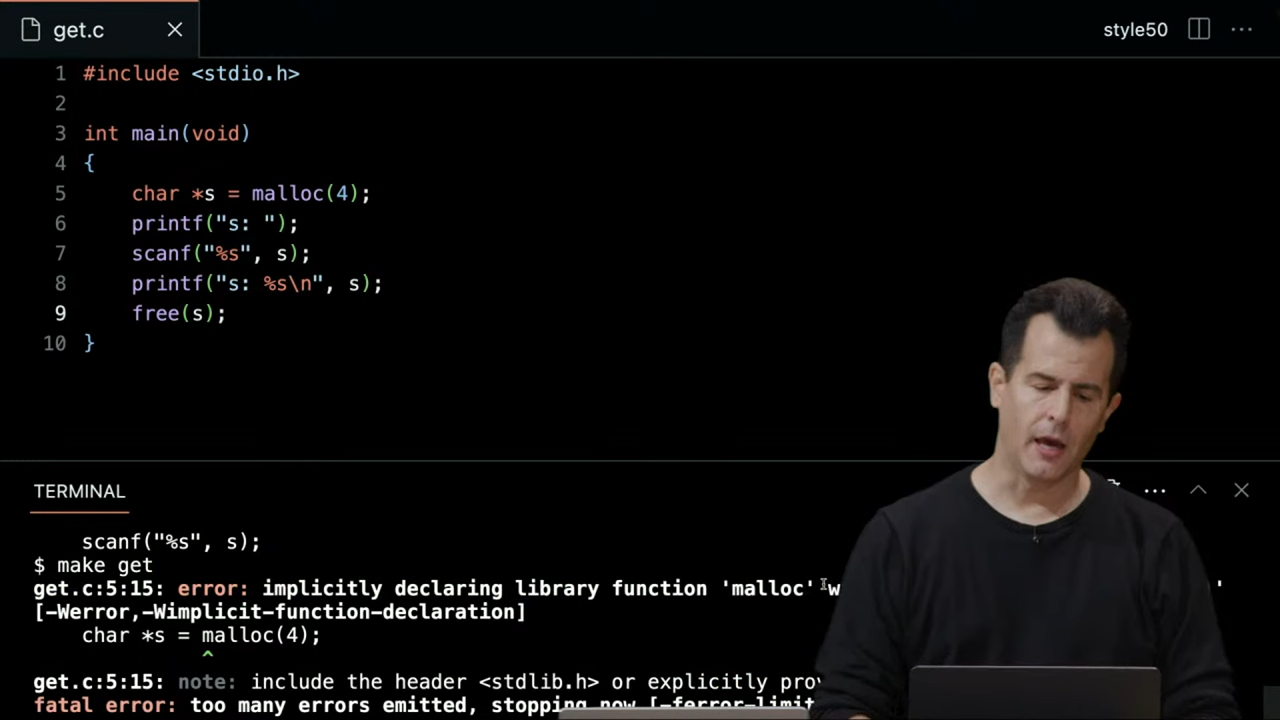 get.c
style50
1 #include <stdio.h>
2
3 int main(void)
4 {
5 char *s = malloc(4);
6 printf("s: ");
7 scanf("%s", s);
8 printf("s: %s\n", s);
9 free(s);
10 }
TERMINAL
scanf("%s", s);
$ make get
get.c:5:15: error: implicitly declaring library function 'malloc' '
[-Werror,-Wimplicit-function-declaration]
char *s = malloc(4);
^
get.c:5:15: note: include the header <stdlib.h> or explicitly
fatal error: too many errors emitted, stopping now [-ferror-limit